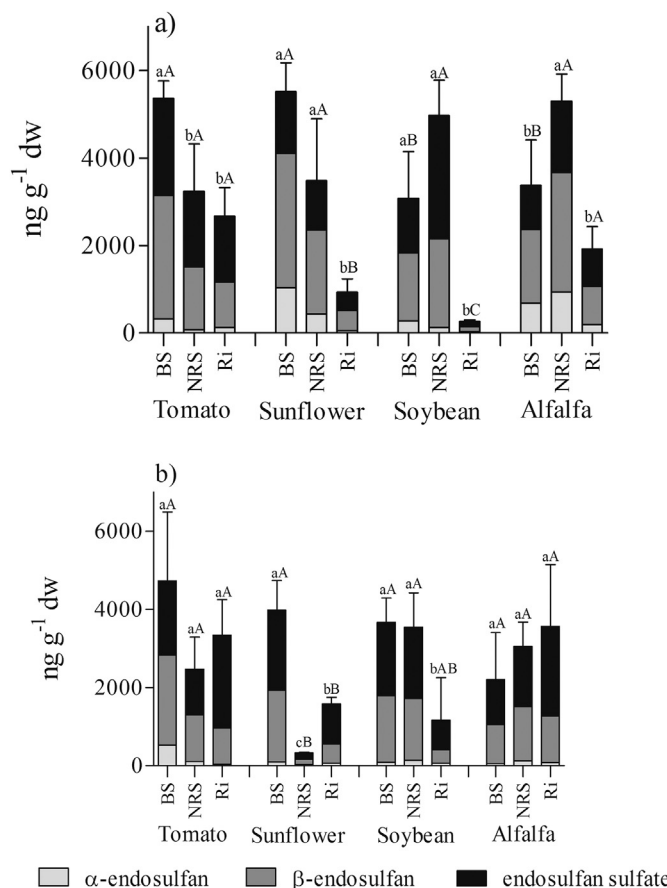 a)
ng g-1 dw
6000
4000
2000
0
aA
bA
bA
aA
aA
bB
aB
aA
bC
bB
aA
bA
BS NRS Ri BS NRS Ri BS NRS Ri BS NRS Ri
Tomato Sunflower Soybean Alfalfa
b)
ng g-1 dw
6000
4000
2000
0
aA
aA
aA
aA
cB
bB
aA
aA
bAB
aA
aA
aA
BS NRS Ri BS NRS Ri BS NRS Ri BS NRS Ri
Tomato Sunflower Soybean Alfalfa
α-endosulfan β-endosulfan endosulfan sulfate